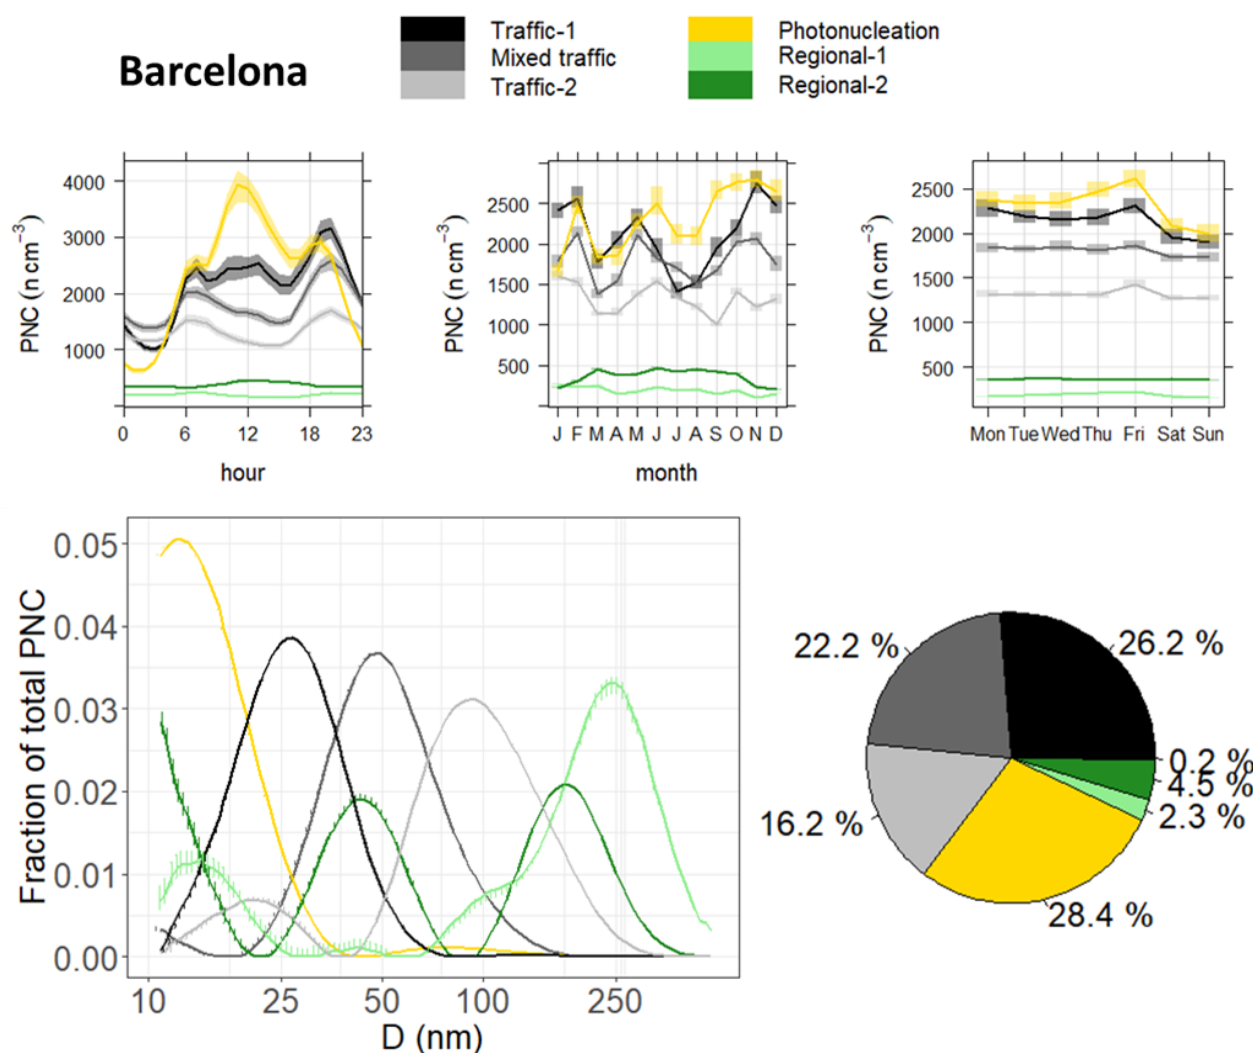 Barcelona
Traffic-1
Mixed traffic
Traffic-2
Photonucleation
Regional-1
Regional-2
PNC (n cm⁻³)
4000
3000
2000
1000
0 6 12 18 23
hour
PNC (n cm⁻³)
2500
2000
1500
1000
500
J F M A M J J A S O N D
month
PNC (n cm⁻³)
2500
2000
1500
1000
500
Mon Tue Wed Thu Fri Sat Sun
Fraction of total PNC
0.05
0.04
0.03
0.02
0.01
0.00
10 25 50 100 250
D (nm)
22.2 %
26.2 %
0.2 %
4.5 %
2.3 %
16.2 %
28.4 %